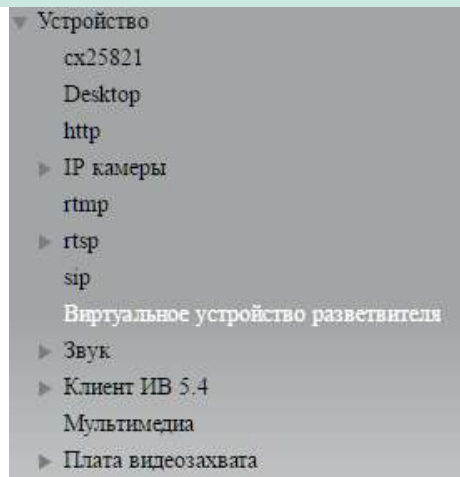 Устройство
cx25821
Desktop
http
IP камеры
rtmp
rtsp
sip
Виртуальное устройство разветвителя
Звук
Клиент ИВ 5.4
Мультимедиа
Плата видеозахвата